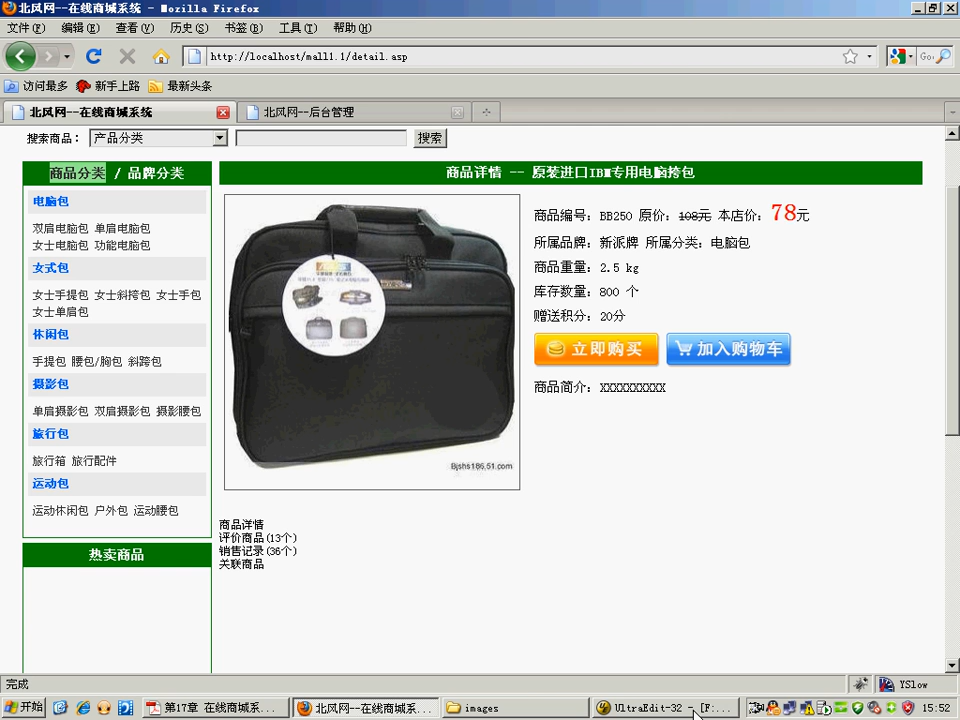 北风网--在线商城系统 - Mozilla Firefox
文件(F) 编辑(E) 查看(V) 历史(S) 书签(B) 工具(T) 帮助(H)
http://localhost/mall1.1/detail.asp
访问最多 新手上路 最新头条
北风网--在线商城系统 北风网--后台管理
搜索商品： 产品分类 搜索
商品分类 / 品牌分类
电脑包
双肩电脑包 单肩电脑包
女士电脑包 功能电脑包
女式包
女士手提包 女士斜挎包 女士手包
女士单肩包
休闲包
手提包 腰包/胸包 斜跨包
摄影包
单肩摄影包 双肩摄影包 摄影腰包
旅行包
旅行箱 旅行配件
运动包
运动休闲包 户外包 运动腰包
热卖商品
商品详情 -- 原装进口IBM专用电脑挎包
Bjshs186.51.com
商品编号：BB250 原价：108元 本店价：78元
所属品牌：新派牌 所属分类：电脑包
商品重量：2.5 kg
库存数量：800 个
赠送积分：20分
立即购买 加入购物车
商品简介：XXXXXXXXXX
商品详情
评价商品(13个)
销售记录(36个)
关联商品
完成
YSlow
开始 第17章 在线商城系... 北风网--在线商城系... images UltraEdit-32 - [F:... 15:52